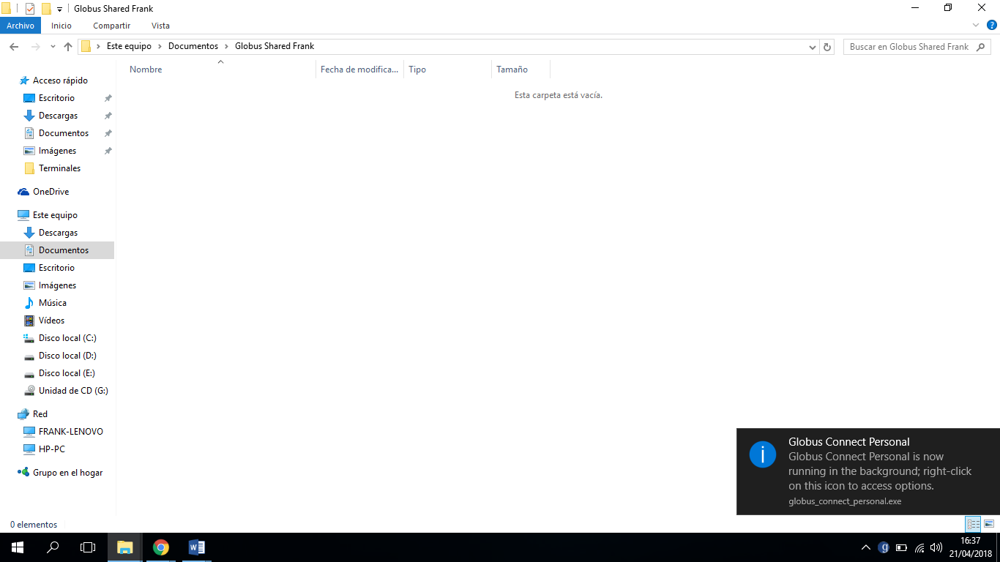 Globus Shared Frank
Archivo Inicio Compartir Vista
Este equipo Documentos Globus Shared Frank
Buscar en Globus Shared Frank
Nombre Fecha de modifica... Tipo Tamaño
Esta carpeta está vacía.
Acceso rápido
Escritorio
Descargas
Documentos
Imágenes
Terminales
OneDrive
Este equipo
Descargas
Documentos
Escritorio
Imágenes
Música
Vídeos
Disco local (C:)
Disco local (D:)
Disco local (E:)
Unidad de CD (G:)
Red
FRANK-LENOVO
HP-PC
Grupo en el hogar
Globus Connect Personal
Globus Connect Personal is now
running in the background; right-click
on this icon to access options.
globus_connect_personal.exe
0 elementos
16:37
21/04/2018